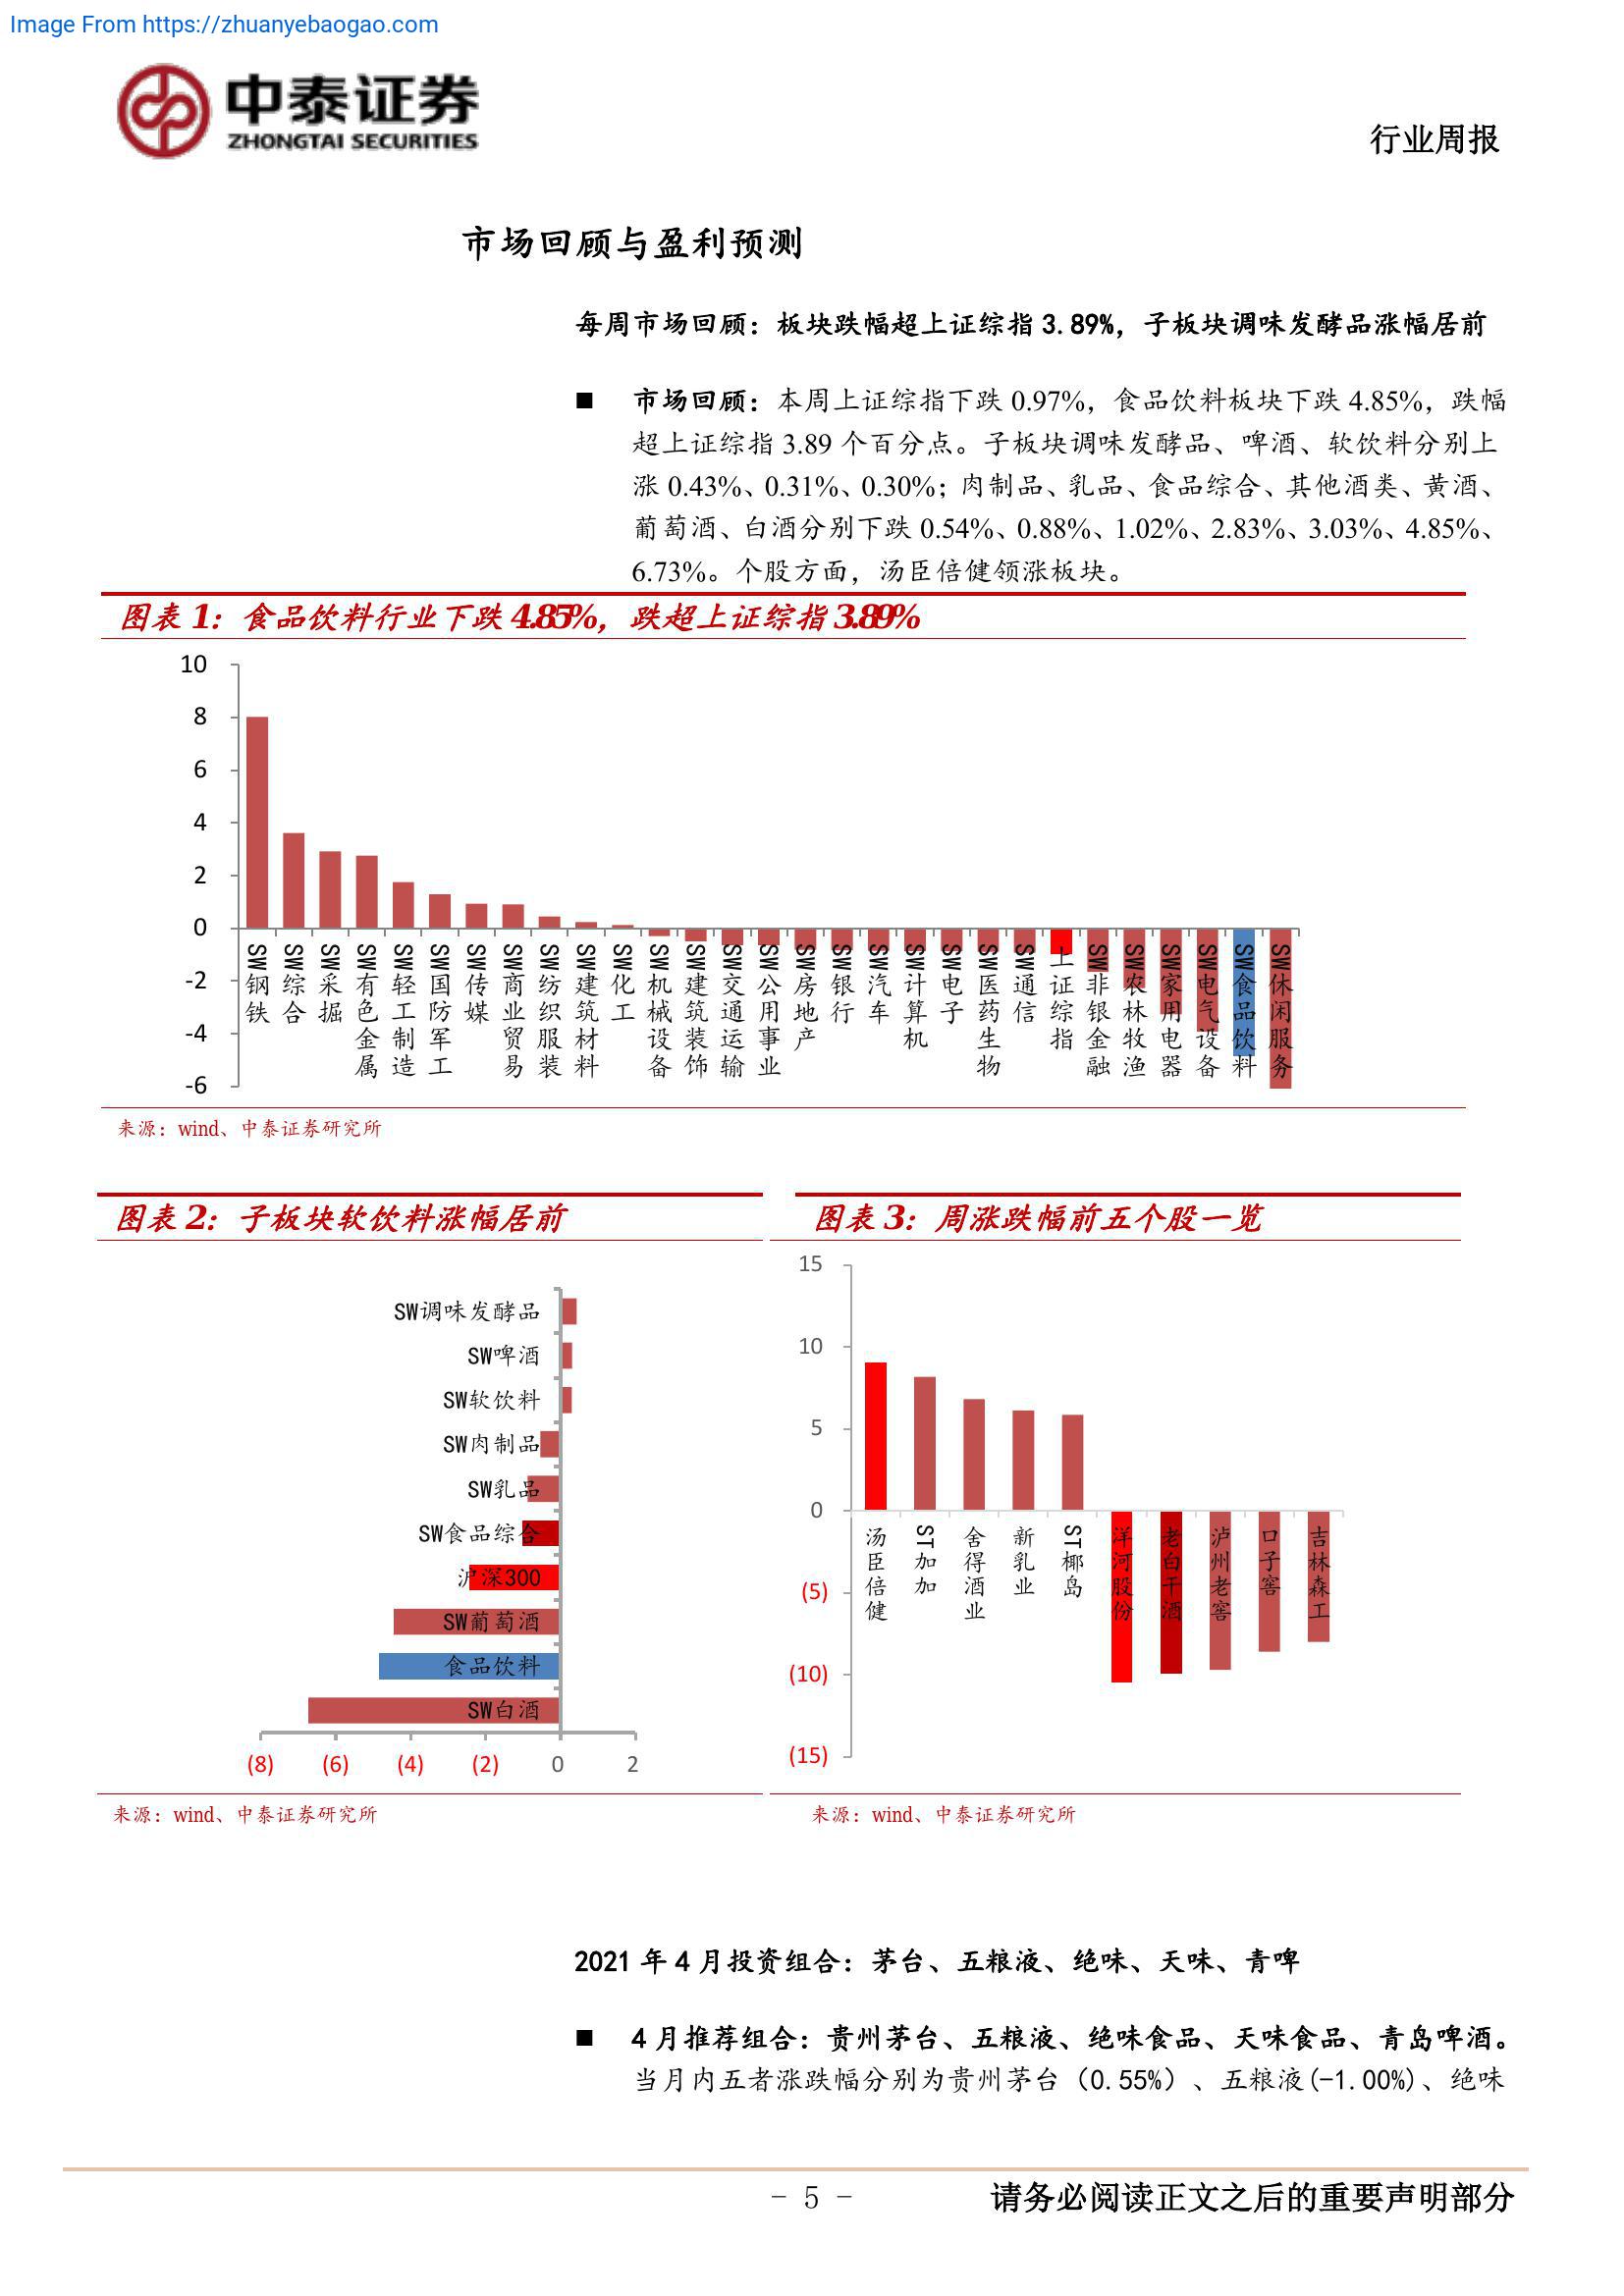 Image From https://zhuanyebaogao.com
中泰证券
ZHONGTAI SECURITIES
行业周报
市场回顾与盈利预测
每周市场回顾：板块跌幅超上证综指 3.89%，子板块调味发酵品涨幅居前
■ 市场回顾：本周上证综指下跌 0.97%，食品饮料板块下跌 4.85%，跌幅
超上证综指 3.89 个百分点。子板块调味发酵品、啤酒、软饮料分别上
涨 0.43%、0.31%、0.30%；肉制品、乳品、食品综合、其他酒类、黄酒、
葡萄酒、白酒分别下跌 0.54%、0.88%、1.02%、2.83%、3.03%、4.85%、
6.73%。个股方面，汤臣倍健领涨板块。
图表 1：食品饮料行业下跌 4.85%，跌超上证综指 3.89%
10
8
6
4
2
0
-2
-4
-6
SW钢铁
SW综合
SW采掘
SW有色金属
SW轻工制造
SW国防军工
SW传媒
SW商业贸易
SW纺织服装
SW建筑材料
SW化工
SW机械设备
SW建筑装饰
SW交通运输
SW公用事业
SW房地产
SW银行
SW汽车
SW计算机
SW电子
SW医药生物
SW通信
上证综指
SW非银金融
SW农林牧渔
SW家用电器
SW电气设备
SW食品饮料
SW休闲服务
来源：wind、中泰证券研究所
图表 2：子板块软饮料涨幅居前
SW调味发酵品
SW啤酒
SW软饮料
SW肉制品
SW乳品
SW食品综合
沪深300
SW葡萄酒
食品饮料
SW白酒
(8) (6) (4) (2) 0 2
来源：wind、中泰证券研究所
图表 3：周涨跌幅前五个股一览
15
10
5
0
(5)
(10)
(15)
汤臣倍健
ST加加
舍得酒业
新乳业
ST椰岛
洋河股份
老白干酒
泸州老窖
口子窖
吉林森工
来源：wind、中泰证券研究所
2021 年 4 月投资组合：茅台、五粮液、绝味、天味、青啤
■ 4 月推荐组合：贵州茅台、五粮液、绝味食品、天味食品、青岛啤酒。
当月内五者涨跌幅分别为贵州茅台（0.55%）、五粮液(-1.00%)、绝味
- 5 -
请务必阅读正文之后的重要声明部分